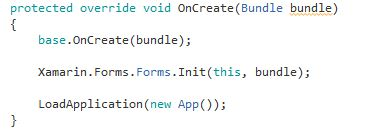 protected override void OnCreate(Bundle bundle)
{
    base.OnCreate(bundle);
    Xamarin.Forms.Forms.Init(this, bundle);
    LoadApplication(new App());
}